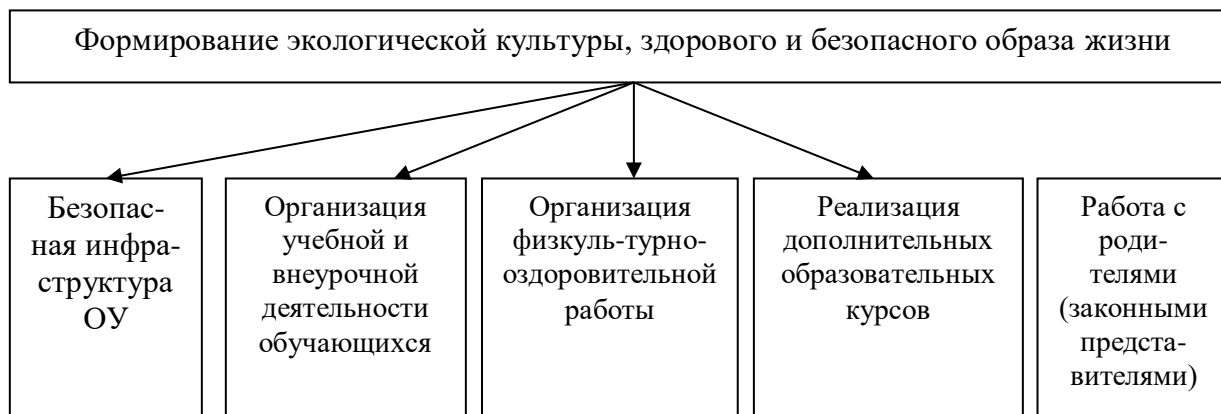 Формирование экологической культуры, здорового и безопасного образа жизни
Безопас-
ная инфра-
структура
ОУ
Организация
учебной и
внеурочной
деятельности
обучающихся
Организация
физкуль-турно-
оздоровительной
работы
Реализация
дополнительных
образовательных
курсов
Работа с
роди-
телями
(законными
предста-
вителями)